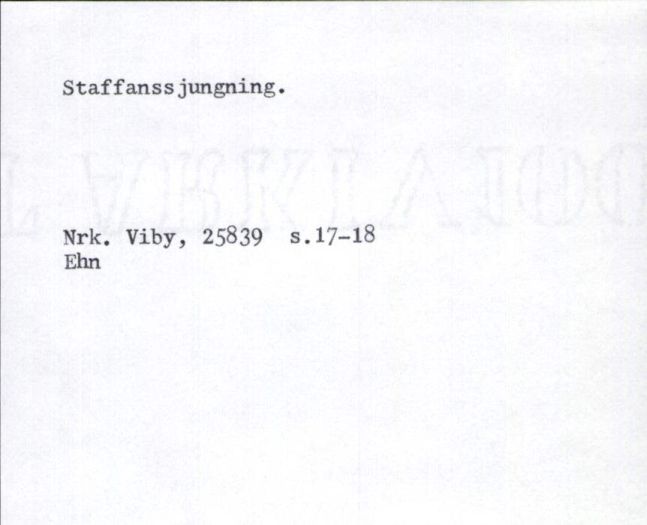 Staffanssjungning.
Nrk. Viby, 25839 s.17-18
Ehn